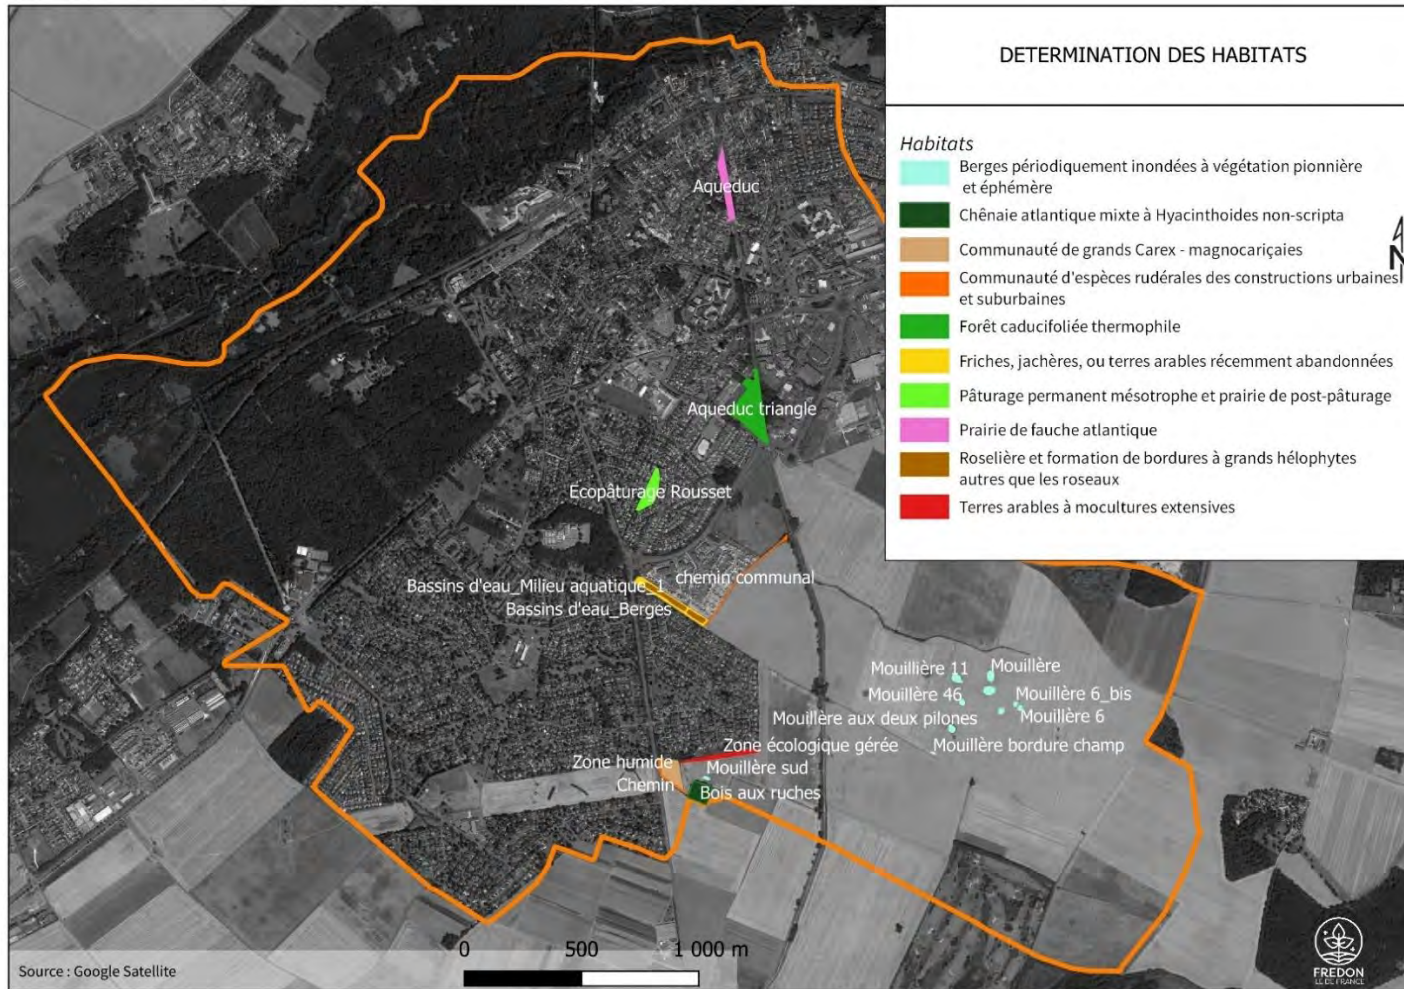 DETERMINATION DES HABITATS
Habitats
Berges périodiquement inondées à végétation pionnière
et éphémère
Chênaie atlantique mixte à Hyacinthoides non-scripta
Communauté de grands Carex - magnocariçaies
Communauté d'espèces rudérales des constructions urbaines
et suburbaines
Forêt caducifoliée thermophile
Friches, jachères, ou terres arables récemment abandonnées
Pâturage permanent mésotrophe et prairie de post-pâturage
Prairie de fauche atlantique
Roselière et formation de bordures à grands hélophytes
autres que les roseaux
Terres arables à mocultures extensives
N
Aqueduc
Aqueduc triangle
Ecopâturage Rousset
Bassins d'eau_Milieu aquatique_1
chemin communal
Bassins d'eau_Berges
Mouillière 11
Mouillère
Mouillère 46
Mouillère 6_bis
Mouillère aux deux pilones
Mouillère 6
Zone écologique gérée
Mouillère bordure champ
Zone humide
Mouillère sud
Chemin
Bois aux ruches
0 500 1 000 m
Source : Google Satellite
FREDON
ILE DE FRANCE